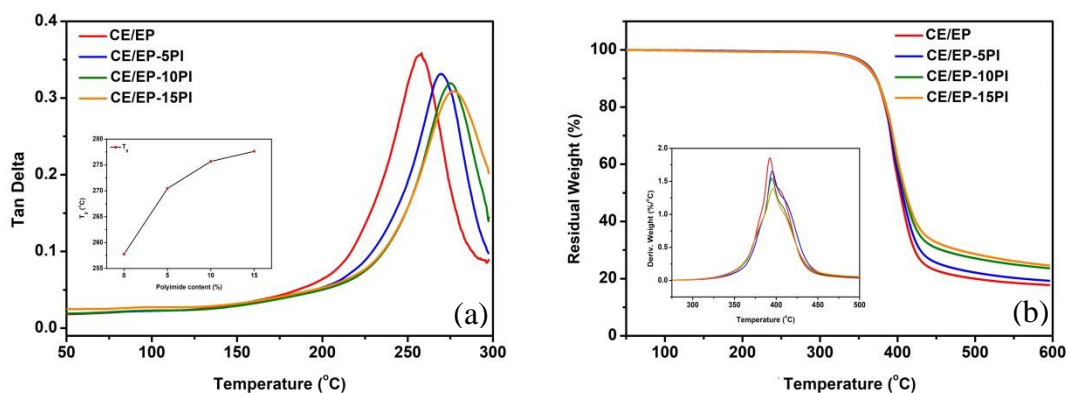 0.4
0.3
0.2
0.1
0.0
Tan Delta
CE/EP
CE/EP-5PI
CE/EP-10PI
CE/EP-15PI
280
275
270
265
260
255
Tg (°C)
Tg
0 5 10 15
Polyimide content (%)
(a)
50 100 150 200 250 300
Temperature (°C)
100
80
60
40
20
0
Residual Weight (%)
CE/EP
CE/EP-5PI
CE/EP-10PI
CE/EP-15PI
2.0
1.5
1.0
0.5
0.0
Deriv. Weight (%/°C)
300 350 400 450 500
Temperature (°C)
(b)
100 200 300 400 500 600
Temperature (°C)